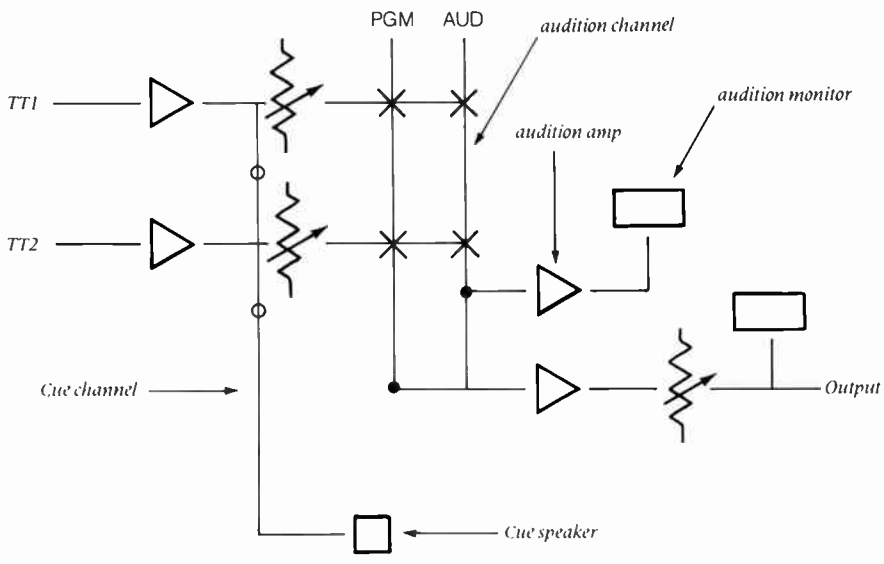 PGM AUD
audition channel
audition monitor
TT1
audition amp
TT2
Cue channel
Output
Cue speaker